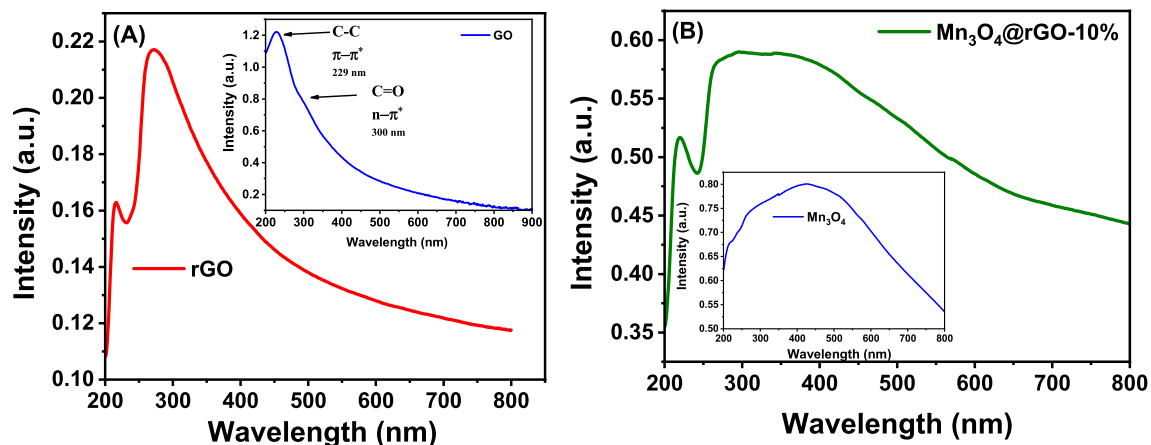 (A)
0.22
0.20
0.18
0.16
0.14
0.12
0.10
Intensity (a.u.)
200 300 400 500 600 700 800
Wavelength (nm)
rGO
1.2
1.0
0.8
0.6
0.4
0.2
Intensity (a.u.)
200 300 400 500 600 700 800 900
Wavelength (nm)
C-C
π–π*
229 nm
C=O
n–π*
300 nm
GO
(B)
Mn₃O₄@rGO-10%
0.60
0.55
0.50
0.45
0.40
0.35
Intensity (a.u.)
200 300 400 500 600 700 800
Wavelength (nm)
0.80
0.75
0.70
0.65
0.60
0.55
0.50
Intensity (a.u.)
Mn₃O₄
200 300 400 500 600 700 800
Wavelength (nm)